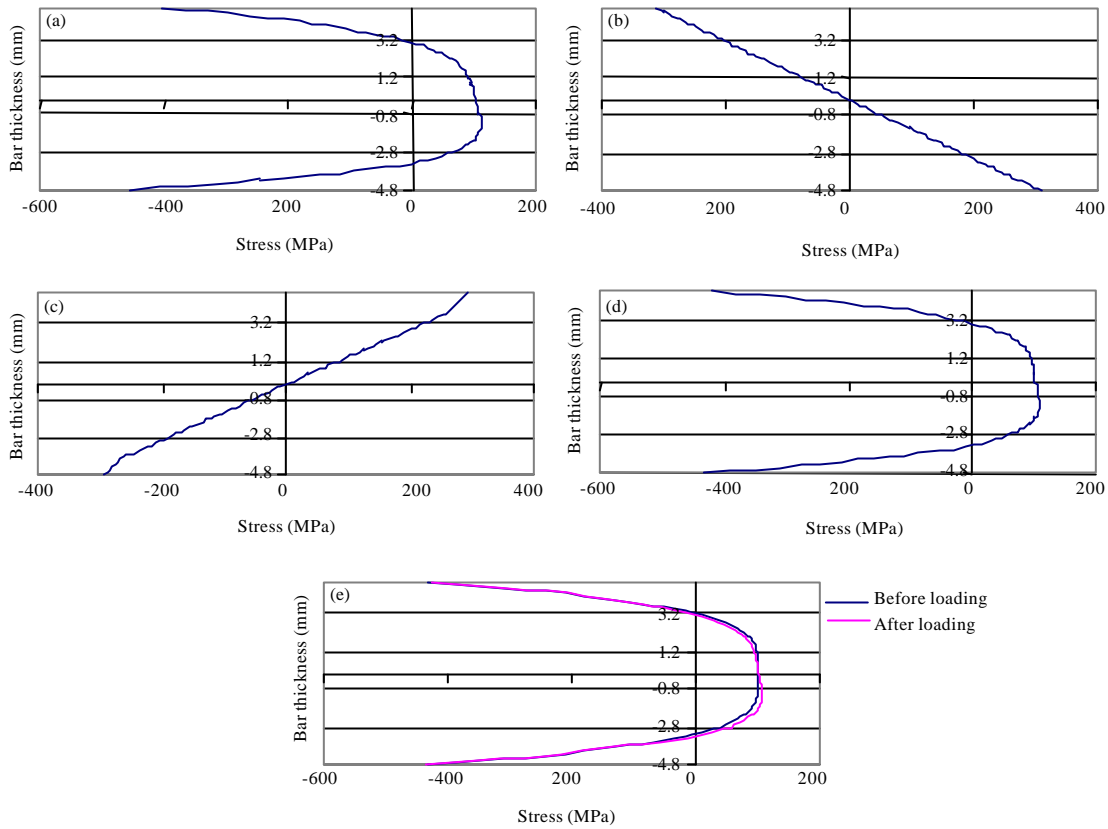 (a)
Bar thickness (mm)
3.2
1.2
-0.8
-2.8
-4.8
-600 -400 200 0 200
Stress (MPa)
(b)
Bar thickness (mm)
3.2
1.2
-0.8
-2.8
-4.8
-400 -200 0 200 400
Stress (MPa)
(c)
Bar thickness (mm)
3.2
1.2
0.8
-2.8
-4.8
-400 -200 0 200 400
Stress (MPa)
(d)
Bar thickness (mm)
3.2
1.2
-0.8
-2.8
-4.8
-600 -400 200 0 200
Stress (MPa)
(e)
Bar thickness (mm)
3.2
1.2
-0.8
2.8
-4.8
-600 -400 200 0 200
Stress (MPa)
Before loading
After loading